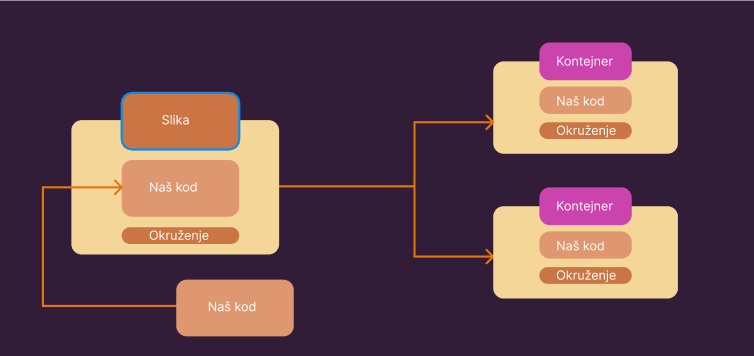 Slika
Naš kod
Okruženje
Naš kod
Kontejner
Naš kod
Okruženje
Kontejner
Naš kod
Okruženje